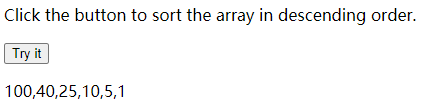 Click the button to sort the array in descending order.
Try it
100,40,25,10,5,1